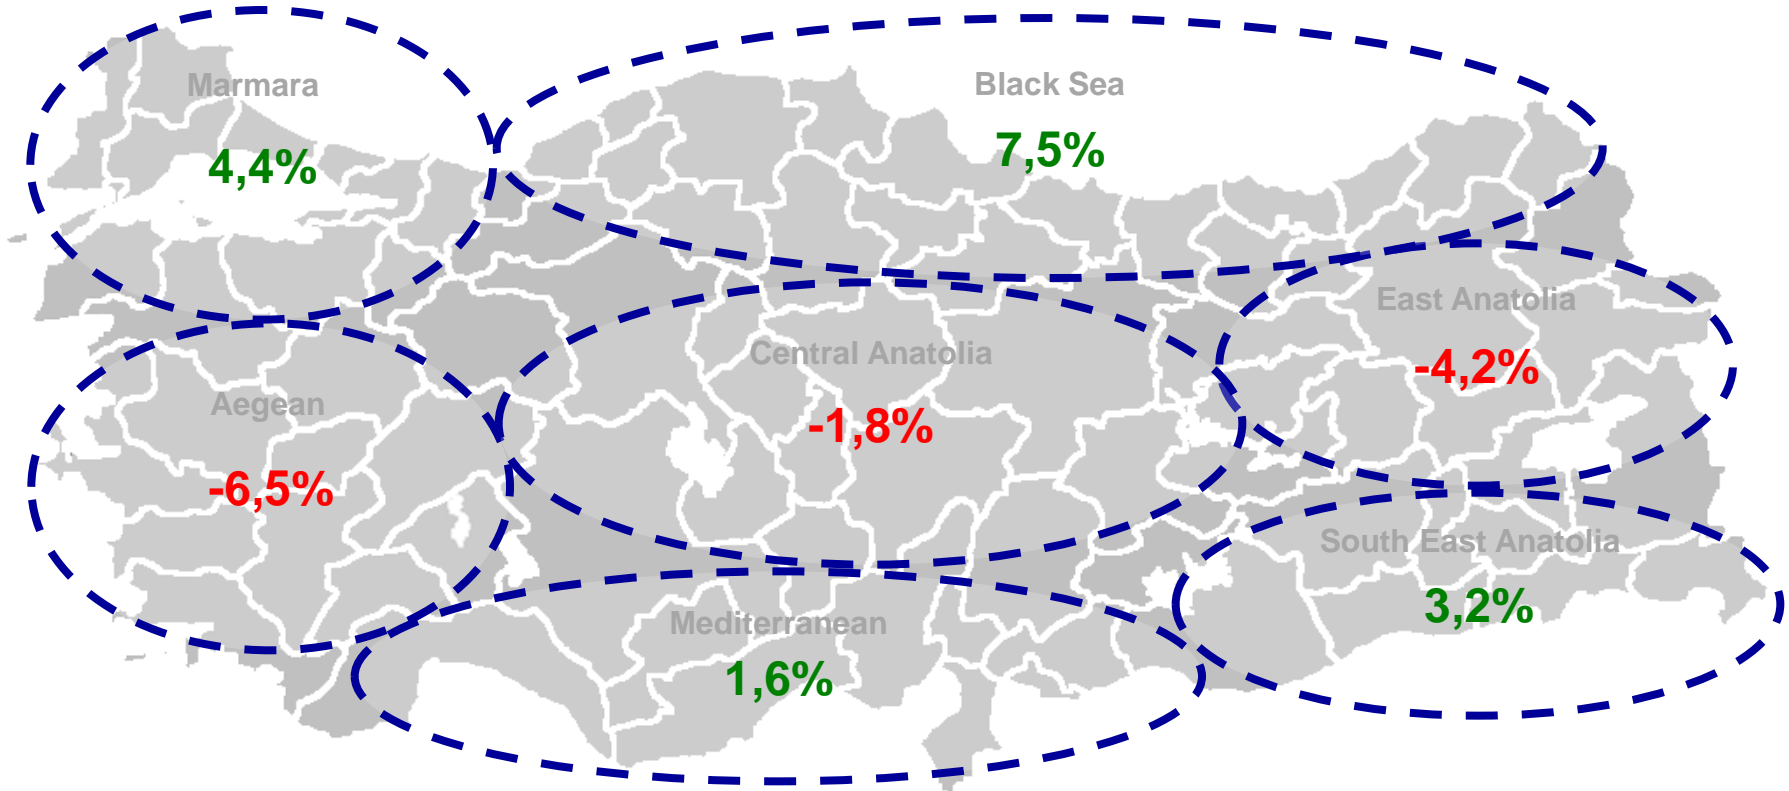 Marmara
4,4%
Black Sea
7,5%
East Anatolia
-4,2%
Central Anatolia
-1,8%
Aegean
-6,5%
South East Anatolia
3,2%
Mediterranean
1,6%